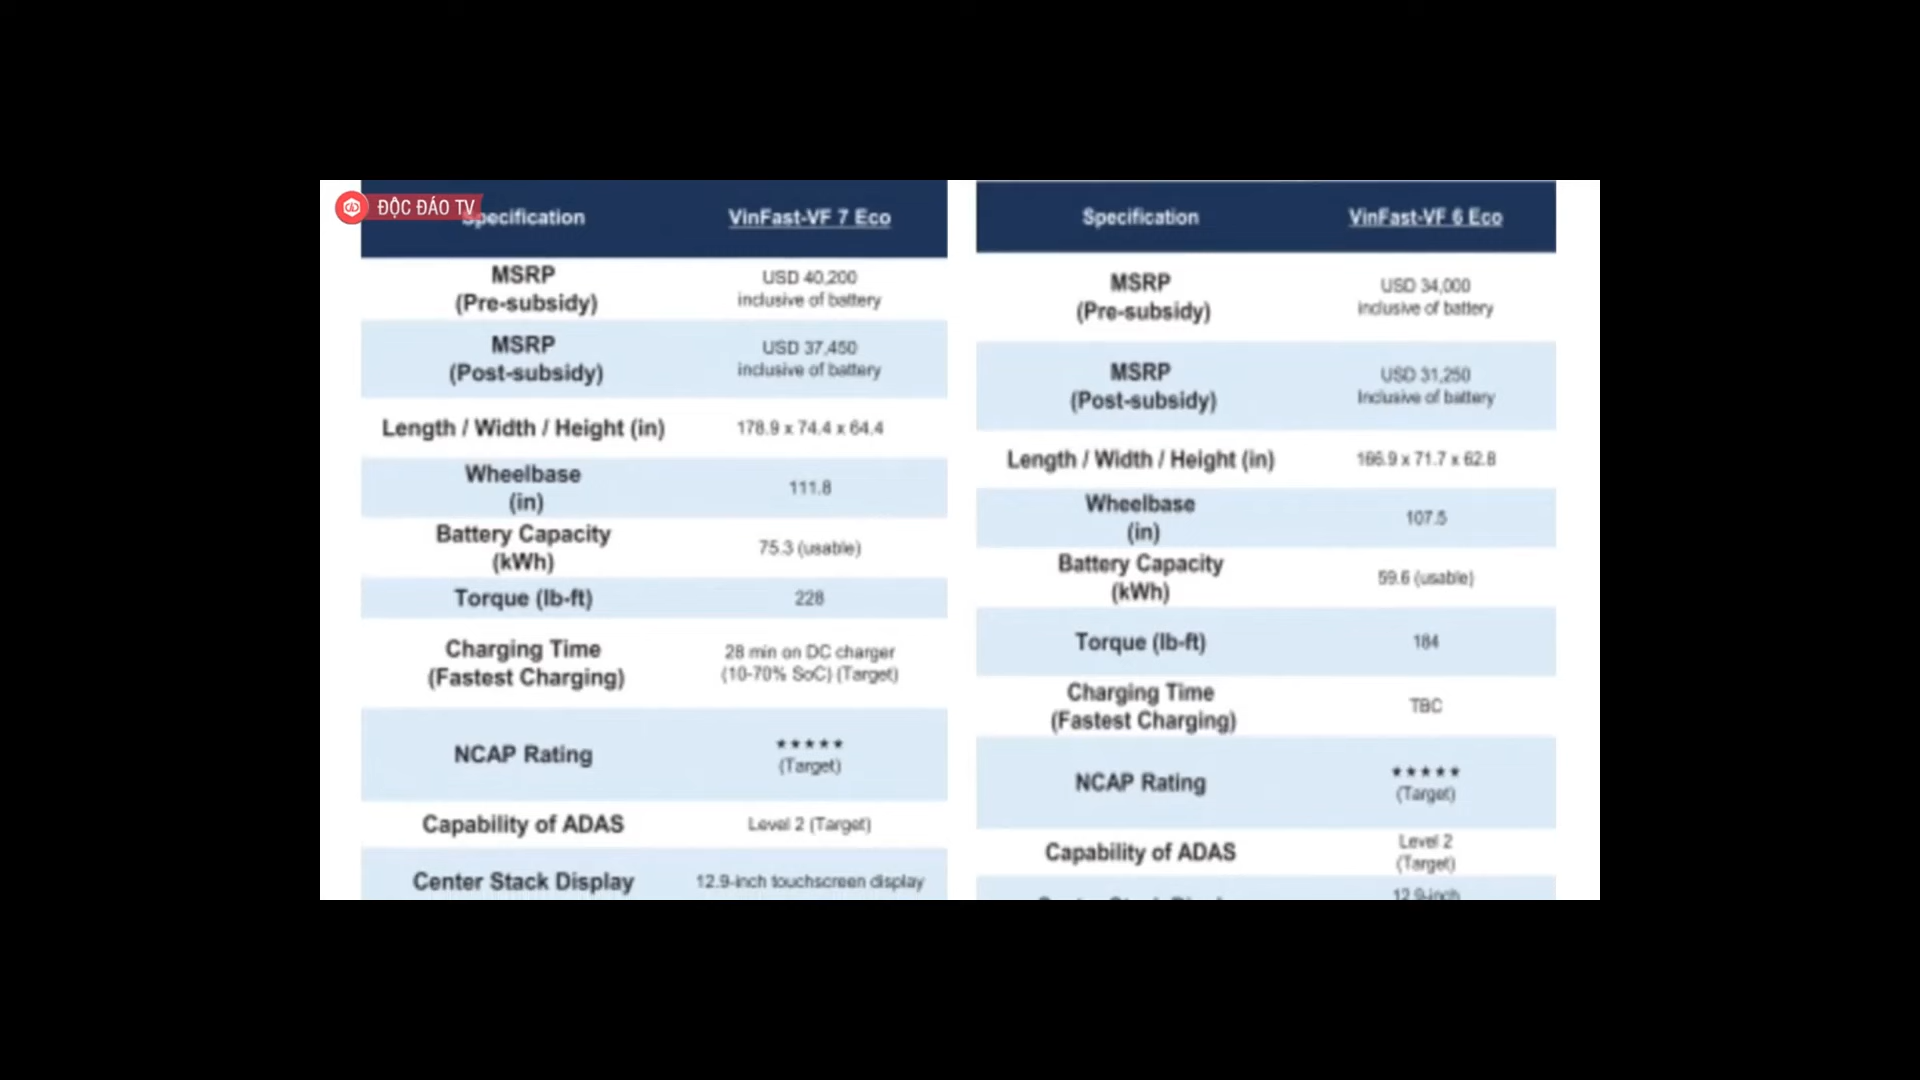 ĐỘC ĐÁO TV
Specification VinFast-VF 7 Eco
MSRP
(Pre-subsidy)
USD 40,200
inclusive of battery
MSRP
(Post-subsidy)
USD 37,450
inclusive of battery
Length / Width / Height (in) 178.9 x 74.4 x 64.4
Wheelbase
(in)
111.8
Battery Capacity
(kWh)
75.3 (usable)
Torque (lb-ft) 228
Charging Time
(Fastest Charging)
28 min on DC charger
(10-70% SoC) (Target)
NCAP Rating
★★★★★
(Target)
Capability of ADAS Level 2 (Target)
Center Stack Display 12.9-inch touchscreen display
Specification VinFast-VF 6 Eco
MSRP
(Pre-subsidy)
USD 34,000
inclusive of battery
MSRP
(Post-subsidy)
USD 31,250
Inclusive of battery
Length / Width / Height (in) 166.9 x 71.7 x 62.8
Wheelbase
(in)
107.5
Battery Capacity
(kWh)
59.6 (usable)
Torque (lb-ft) 184
Charging Time
(Fastest Charging)
TBC
NCAP Rating
★★★★★
(Target)
Capability of ADAS
Level 2
(Target)
12.9-inch